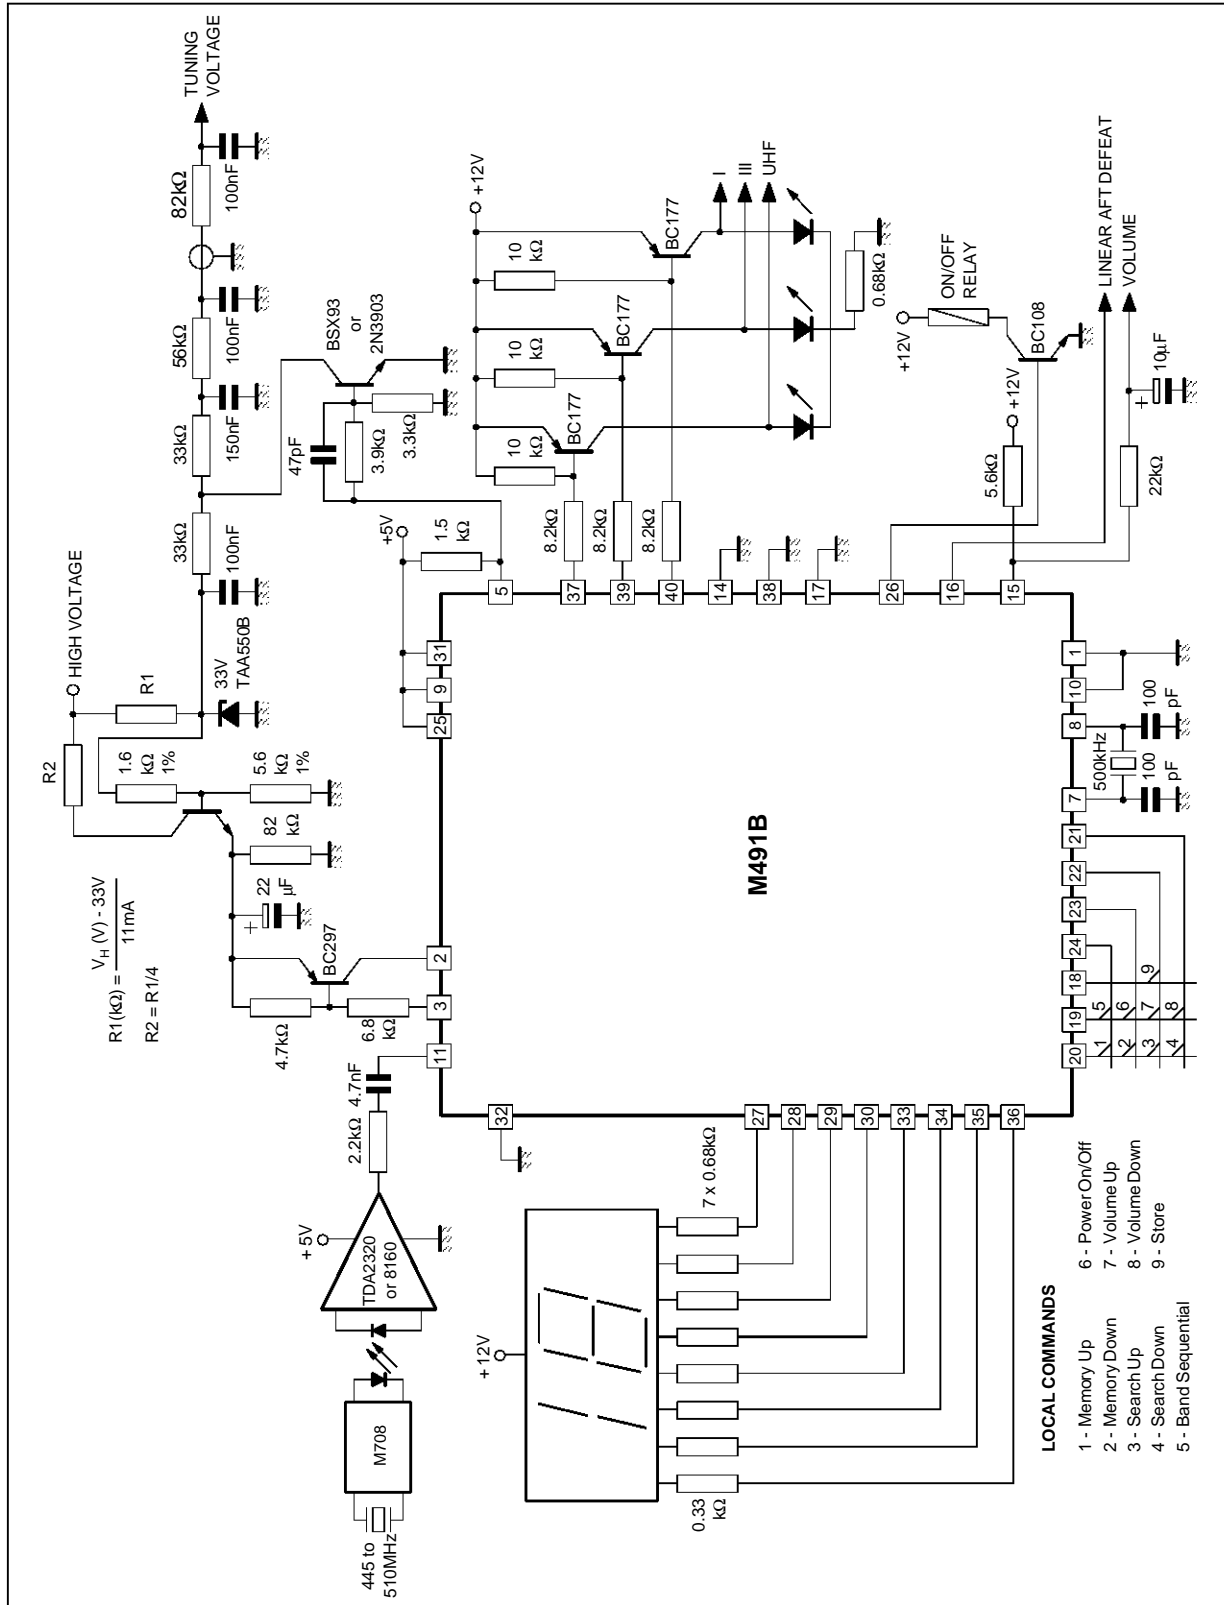 R1(kΩ) = V_H (V) - 33V / 11mA
R2 = R1/4
HIGH VOLTAGE
R2
R1
1.6 kΩ 1%
5.6 kΩ 1%
33V
TAA550B
82 kΩ
+ 22 µF
BC297
4.7kΩ
6.8 kΩ
33kΩ
100nF
33kΩ
150nF
56kΩ
100nF
82kΩ
100nF
TUNING VOLTAGE
BSX93
or
2N3903
47pF
3.9kΩ
3.3kΩ
+5V
1.5 kΩ
+12V
10 kΩ
10 kΩ
10 kΩ
BC177
BC177
BC177
8.2kΩ
8.2kΩ
8.2kΩ
I
III
UHF
0.68kΩ
+12V
ON/OFF RELAY
BC108
+12V
5.6kΩ
22kΩ
+ 10µF
LINEAR AFT DEFEAT
VOLUME
445 to 510MHz
M708
+5V
TDA2320
or 8160
2.2kΩ
4.7nF
M491B
32
11
3
2
25
9
31
5
37
39
40
14
38
17
26
16
15
27
28
29
30
33
34
35
36
20
19
18
24
23
22
21
7
8
10
1
500kHz
100 pF
100 pF
+12V
7 x 0.68kΩ
0.33 kΩ
1
2
3
4
5
6
7
8
9
LOCAL COMMANDS
1 - Memory Up
2 - Memory Down
3 - Search Up
4 - Search Down
5 - Band Sequential
6 - Power On/Off
7 - Volume Up
8 - Volume Down
9 - Store